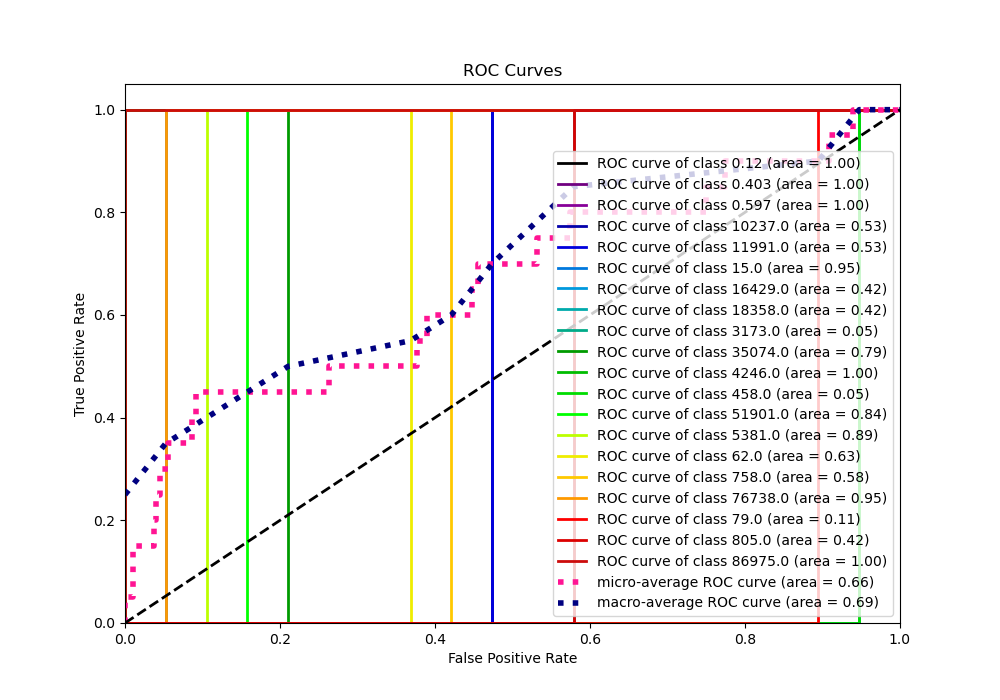 ROC Curves
True Positive Rate
1.0
0.8
0.6
0.4
0.2
0.0
ROC curve of class 0.12 (area = 1.00)
ROC curve of class 0.403 (area = 1.00)
ROC curve of class 0.597 (area = 1.00)
ROC curve of class 10237.0 (area = 0.53)
ROC curve of class 11991.0 (area = 0.53)
ROC curve of class 15.0 (area = 0.95)
ROC curve of class 16429.0 (area = 0.42)
ROC curve of class 18358.0 (area = 0.42)
ROC curve of class 3173.0 (area = 0.05)
ROC curve of class 35074.0 (area = 0.79)
ROC curve of class 4246.0 (area = 1.00)
ROC curve of class 458.0 (area = 0.05)
ROC curve of class 51901.0 (area = 0.84)
ROC curve of class 5381.0 (area = 0.89)
ROC curve of class 62.0 (area = 0.63)
ROC curve of class 758.0 (area = 0.58)
ROC curve of class 76738.0 (area = 0.95)
ROC curve of class 79.0 (area = 0.11)
ROC curve of class 805.0 (area = 0.42)
ROC curve of class 86975.0 (area = 1.00)
micro-average ROC curve (area = 0.66)
macro-average ROC curve (area = 0.69)
0.0 0.2 0.4 0.6 0.8 1.0
False Positive Rate